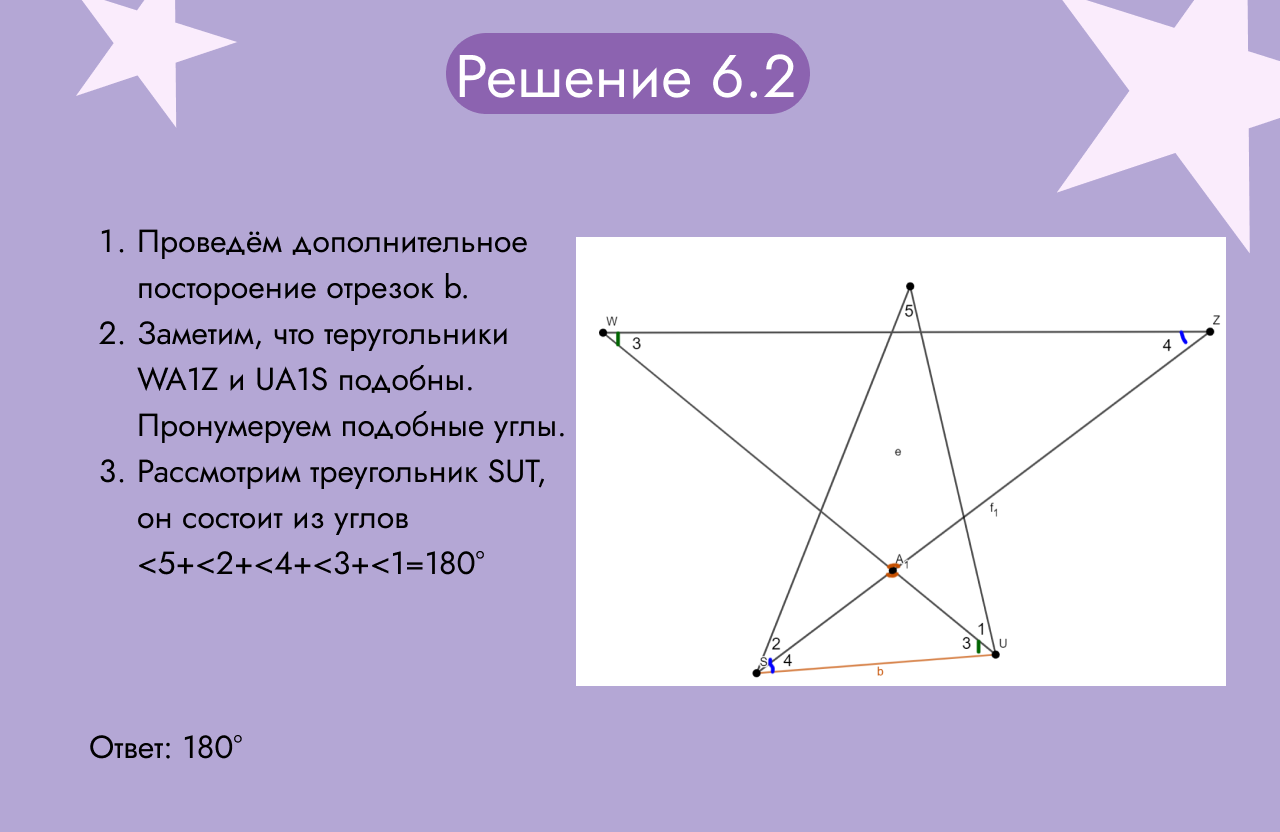 Решение 6.2
1. Проведём дополнительное
постороение отрезок b.
2. Заметим, что теругольники
WA1Z и UA1S подобны.
Пронумеруем подобные углы.
3. Рассмотрим треугольник SUT,
он состоит из углов
<5+<2+<4+<3+<1=180°
5
W
Z
3
4
e
f₁
A₁
1
2
3
U
S
4
b
Ответ: 180°